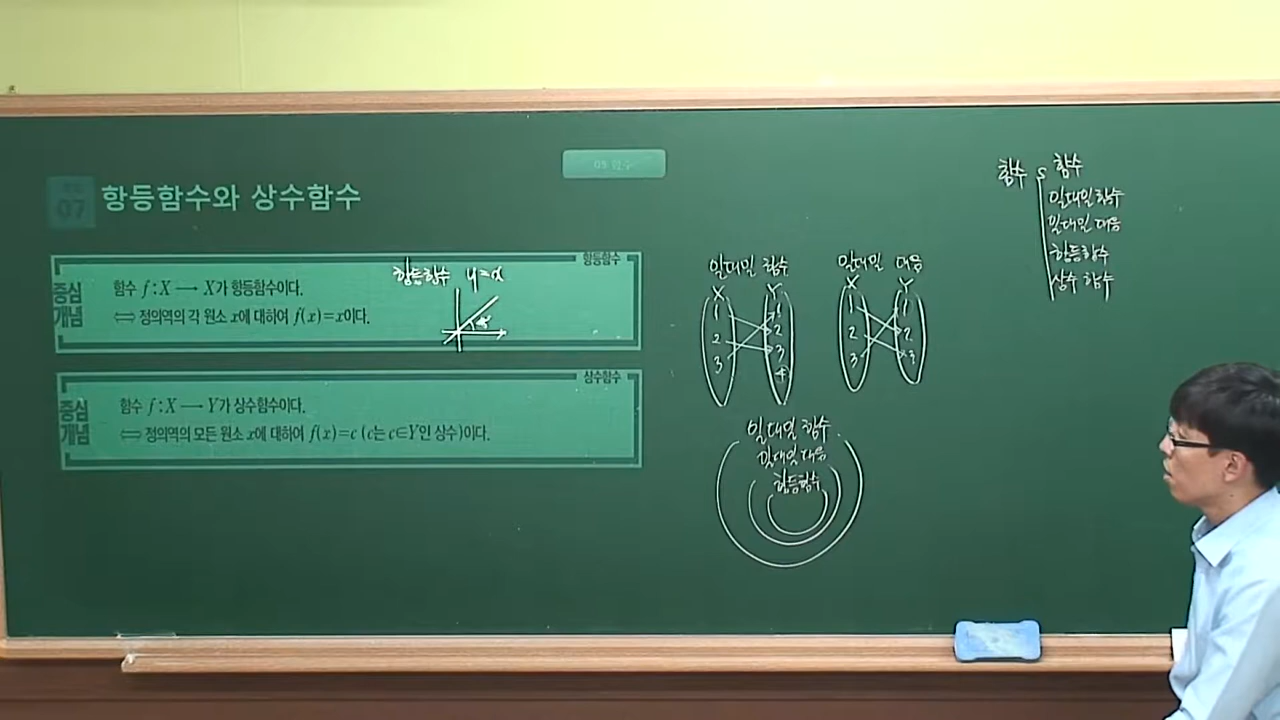 05 함수
07
항등함수와 상수함수
항등함수
중심
개념
함수 f : X → X가 항등함수이다.
⇔ 정의역의 각 원소 x에 대하여 f(x)=x이다.
항등함수 y=x
상수함수
중심
개념
함수 f : X → Y가 상수함수이다.
⇔ 정의역의 모든 원소 x에 대하여 f(x)=c (c는 c∈Y인 상수)이다.
일대일 함수
X Y
1 1
2 2
3 3
4
일대일 대응
X Y
1 1
2 2
3 3
일대일 함수
일대일 대응
항등함수
함수
함수
일대일 함수
일대일 대응
항등함수
상수 함수